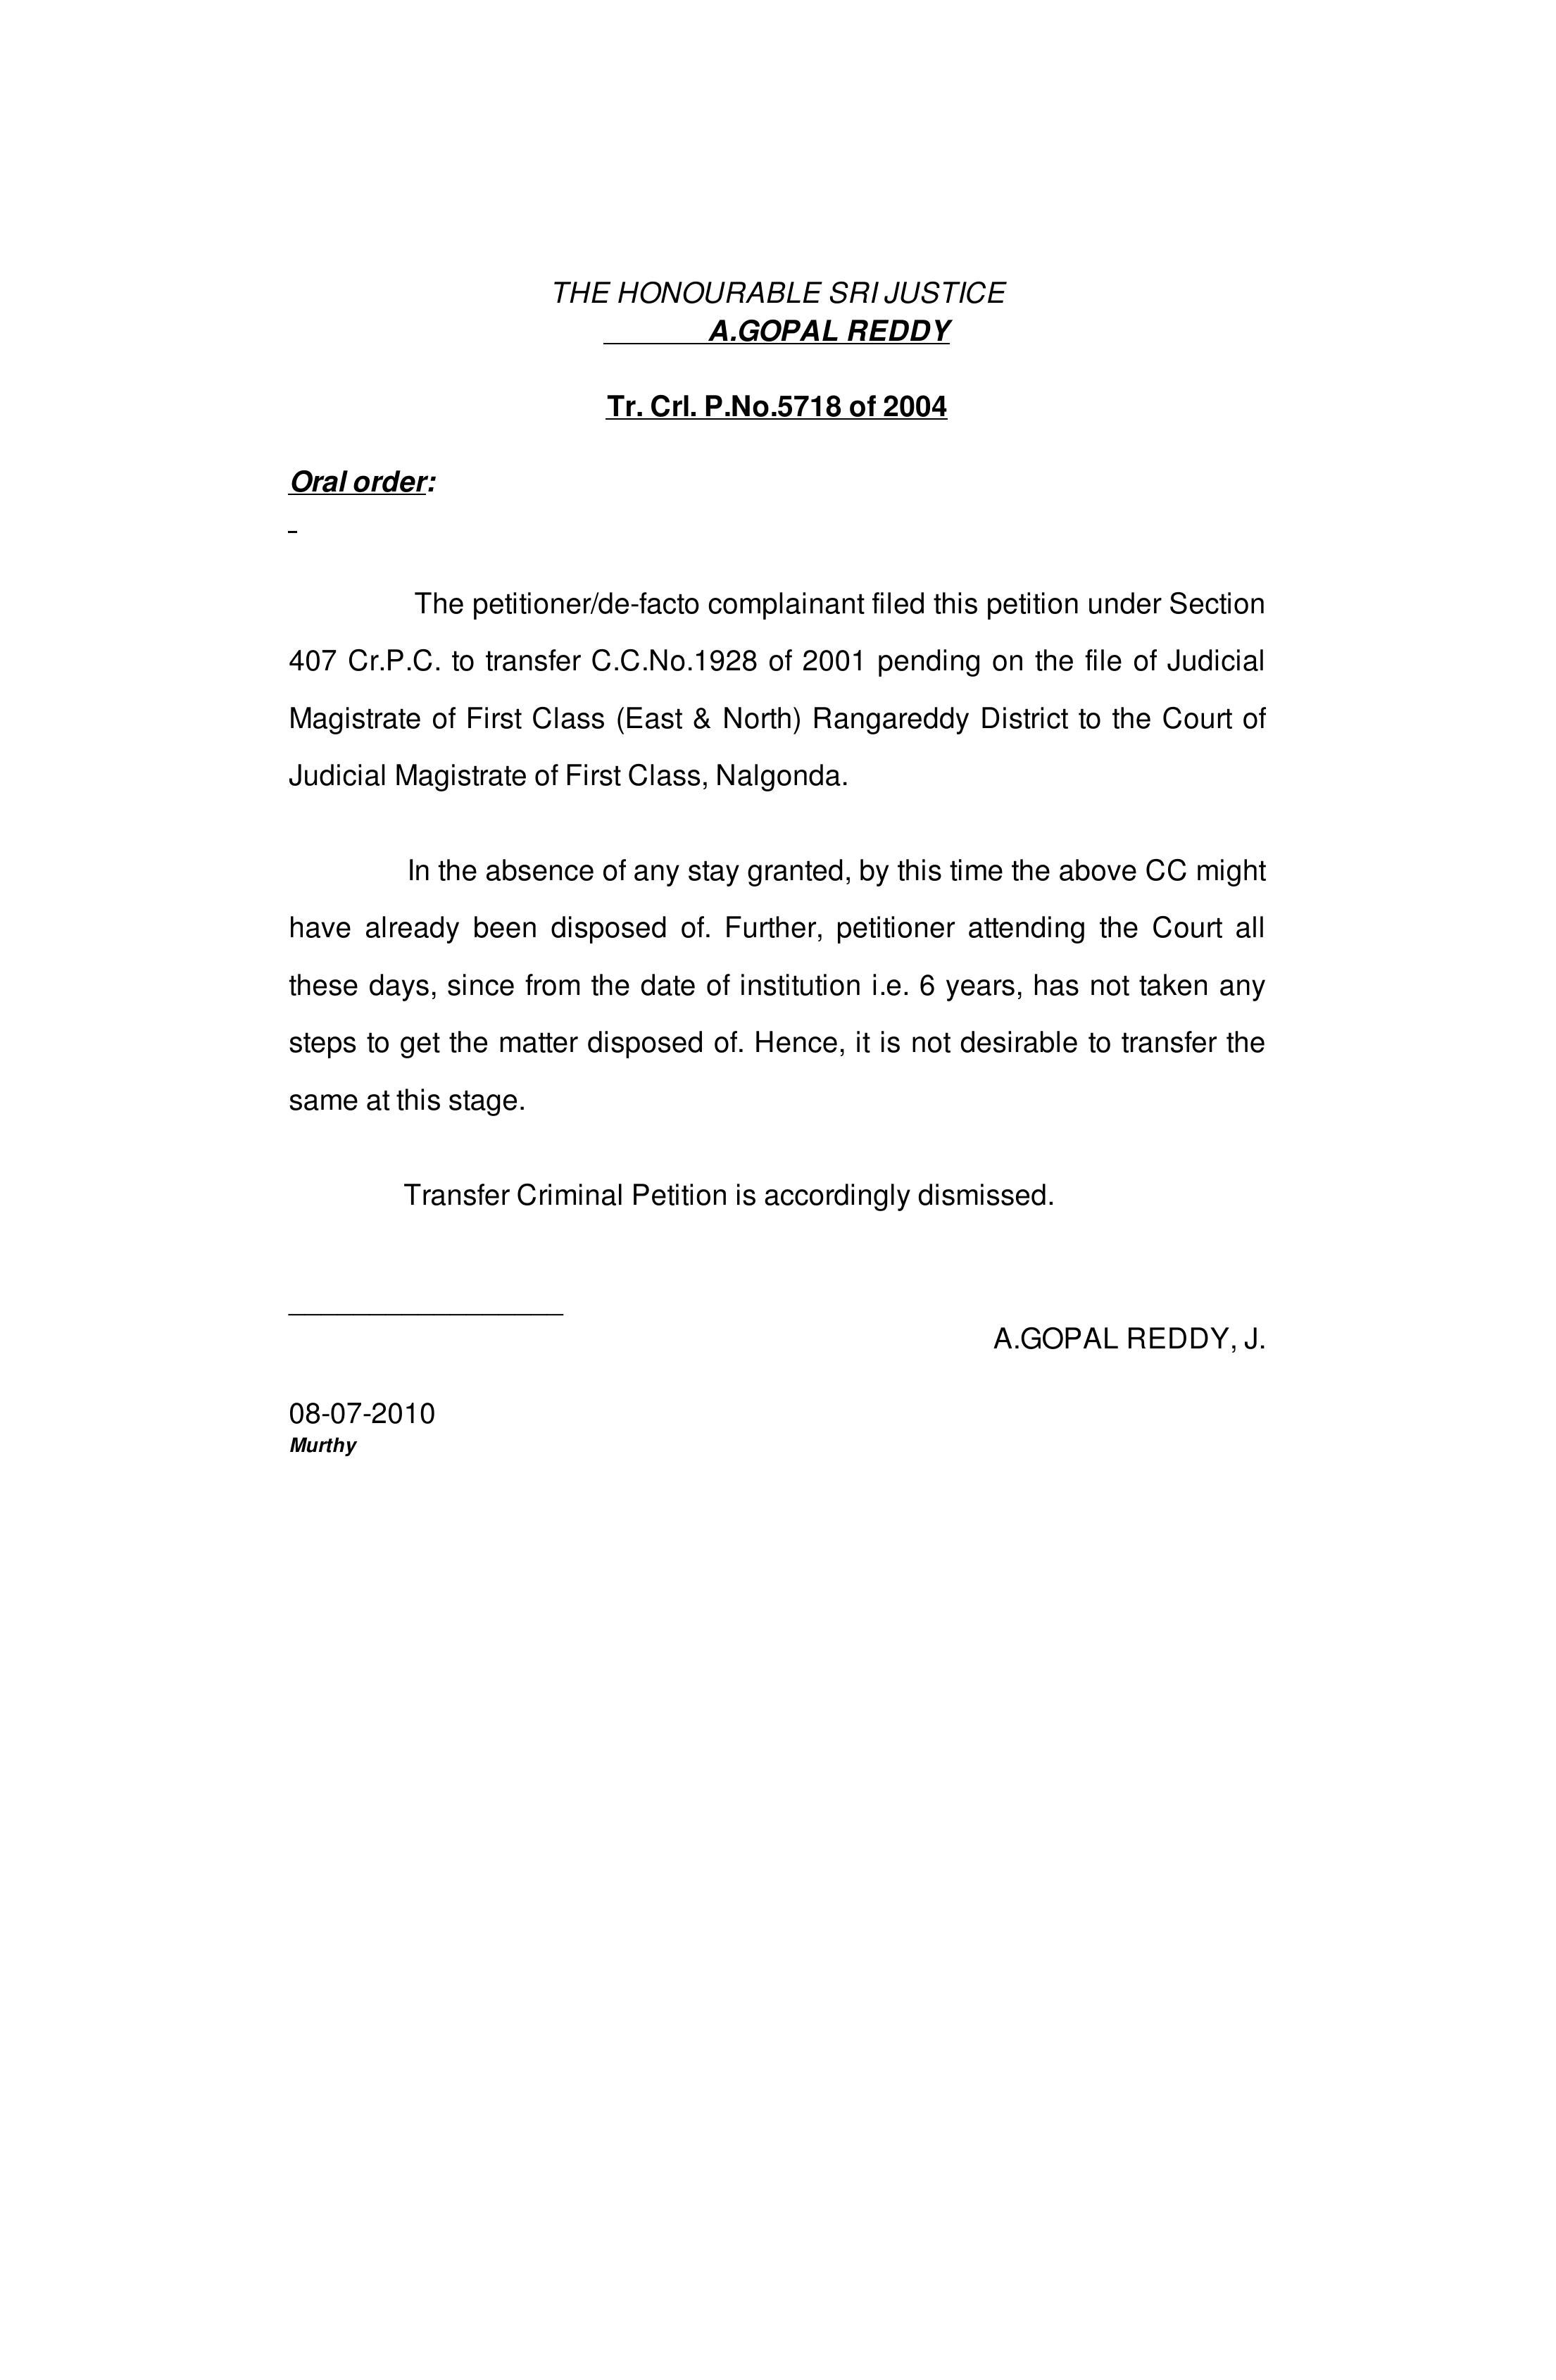 THE HONOURABLE SRI JUSTICE
A.GOPAL REDDY
Tr. Crl. P.No.5718 of 2004
Oral order:
The petitioner/de-facto complainant filed this petition under Section
407 Cr.P.C. to transfer C.C.No.1928 of 2001 pending on the file of Judicial
Magistrate of First Class (East & North) Rangareddy District to the Court of
Judicial Magistrate of First Class, Nalgonda.
In the absence of any stay granted, by this time the above CC might
have already been disposed of. Further, petitioner attending the Court all
these days, since from the date of institution i.e. 6 years, has not taken any
steps to get the matter disposed of. Hence, it is not desirable to transfer the
same at this stage.
Transfer Criminal Petition is accordingly dismissed.
A.GOPAL REDDY, J.
08-07-2010
Murthy